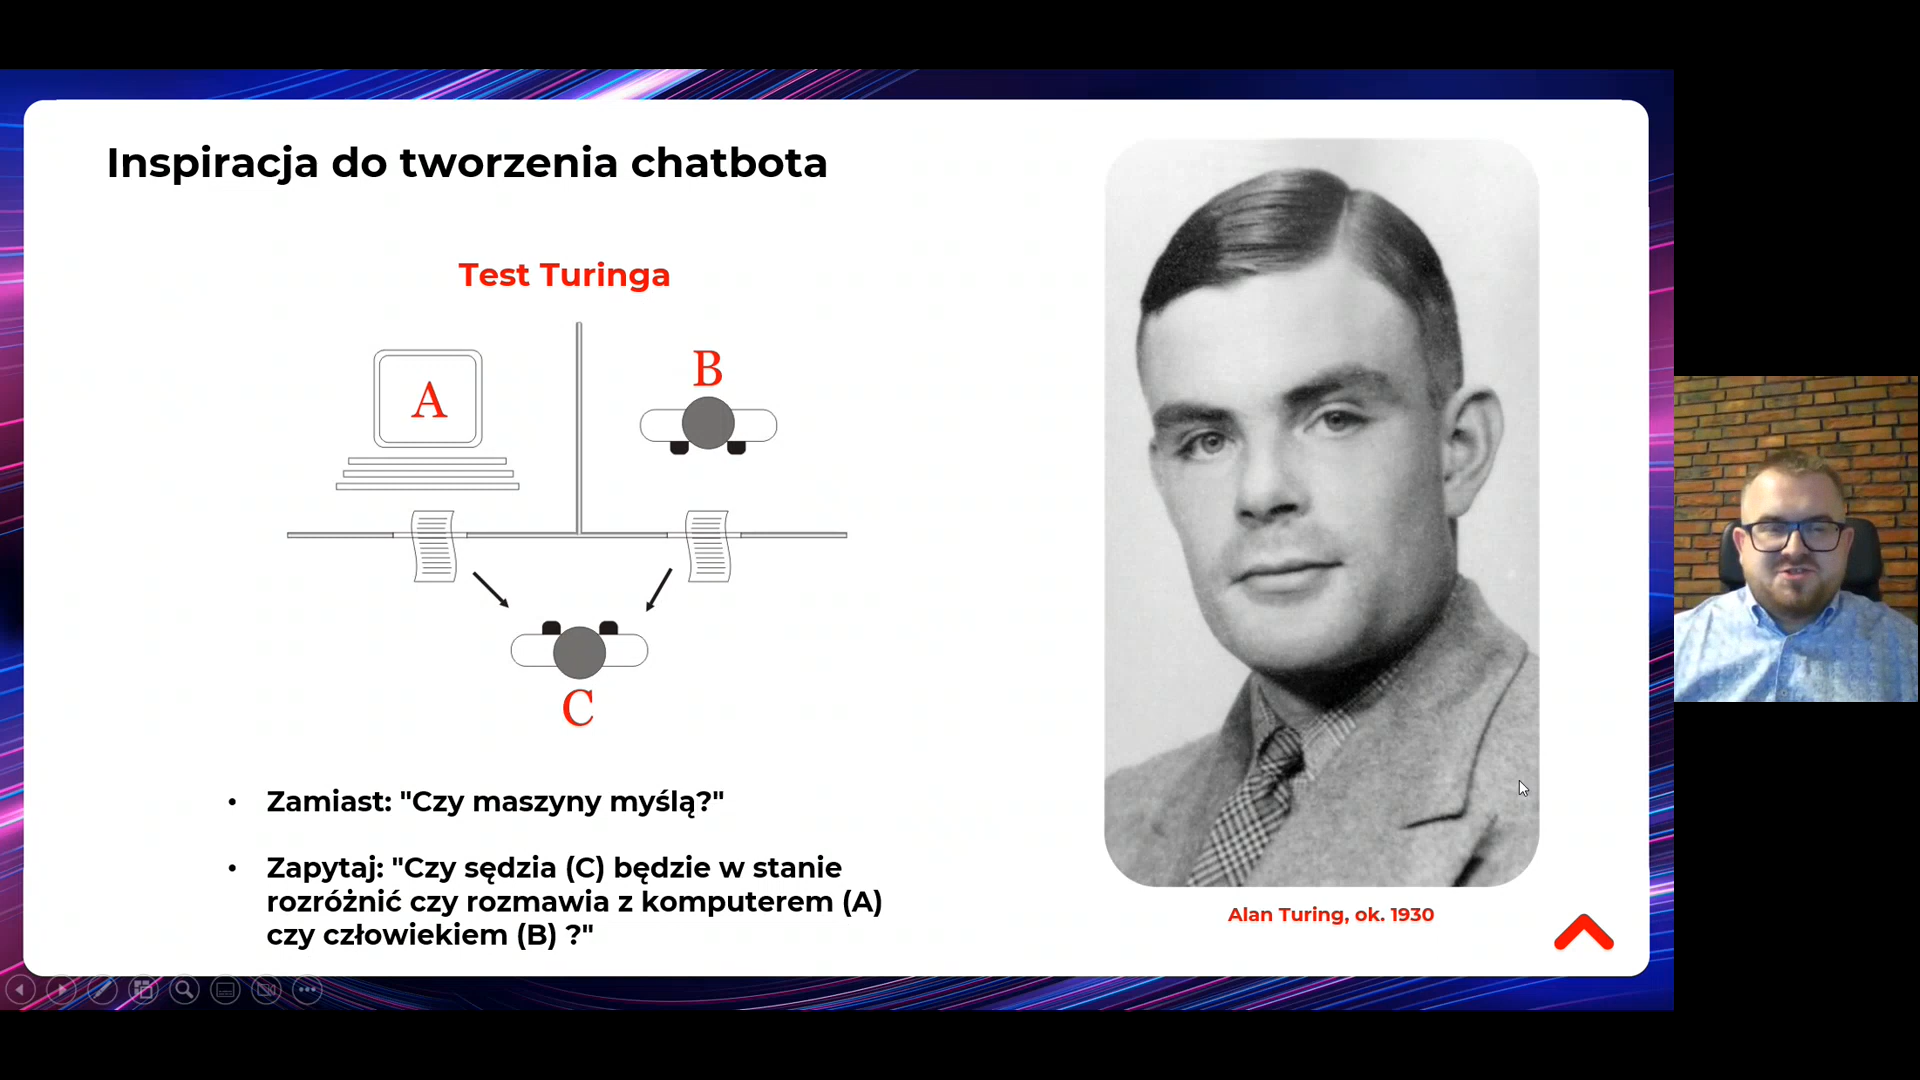 Inspiracja do tworzenia chatbota
Test Turinga
A
B
C
• Zamiast: "Czy maszyny myślą?"
• Zapytaj: "Czy sędzia (C) będzie w stanie
rozróżnić czy rozmawia z komputerem (A)
czy człowiekiem (B) ?"
Alan Turing, ok. 1930